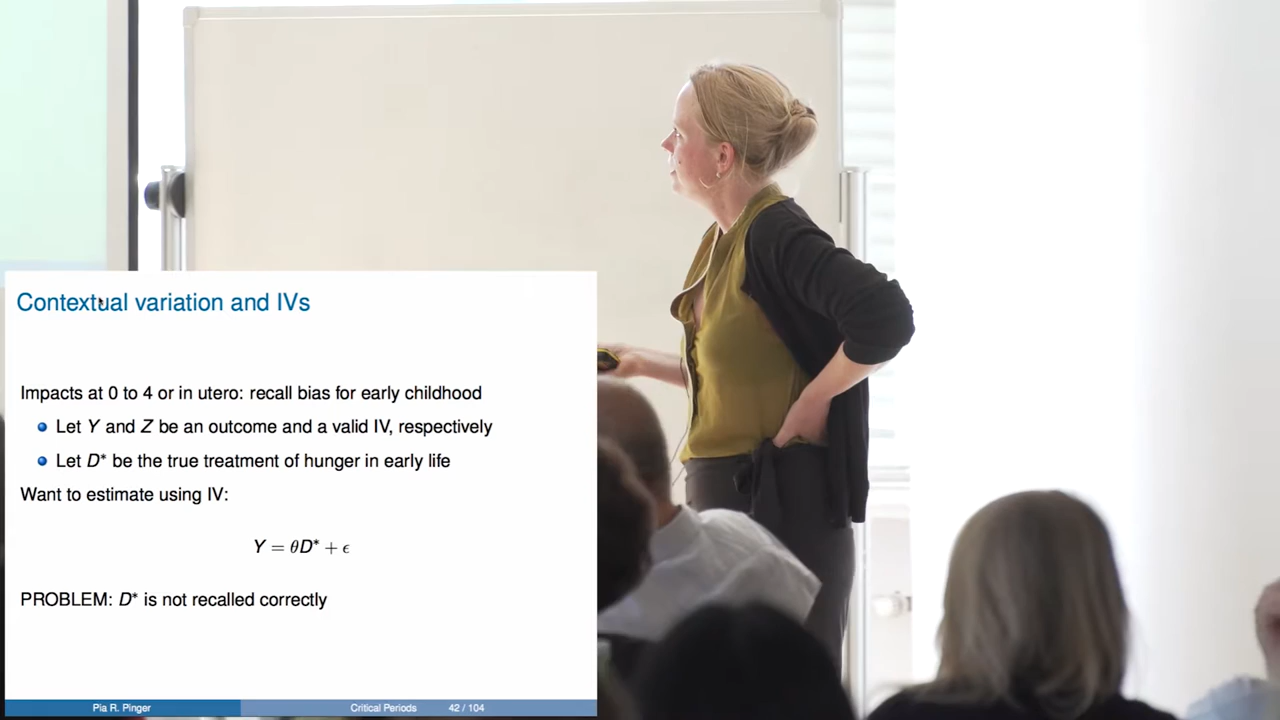 Contextual variation and IVs
Impacts at 0 to 4 or in utero: recall bias for early childhood
Let Y and Z be an outcome and a valid IV, respectively
Let D* be the true treatment of hunger in early life
Want to estimate using IV:
Y = θD* + ϵ
PROBLEM: D* is not recalled correctly
Pia R. Pinger Critical Periods 42 / 104